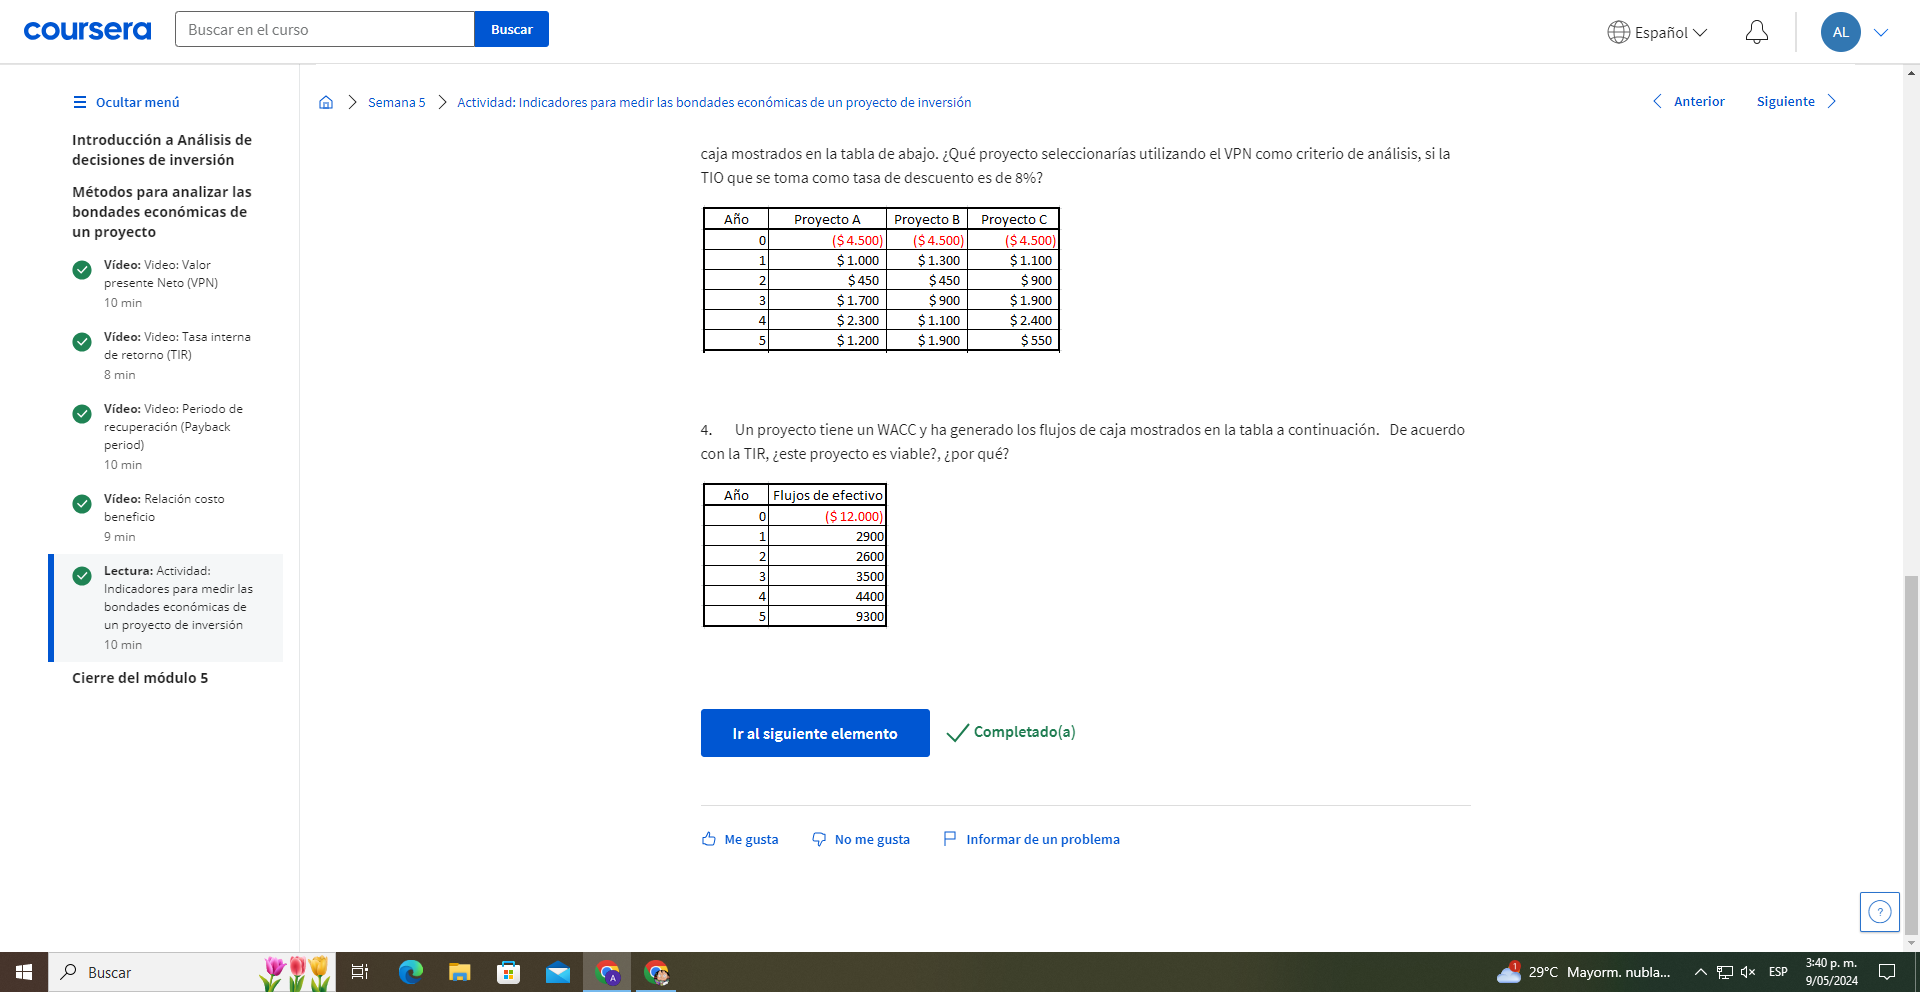 coursera
Buscar en el curso
Buscar
Español
AL
Ocultar menú
Introducción a Análisis de
decisiones de inversión
Métodos para analizar las
bondades económicas de
un proyecto
Vídeo: Video: Valor
presente Neto (VPN)
10 min
Vídeo: Video: Tasa interna
de retorno (TIR)
8 min
Vídeo: Video: Periodo de
recuperación (Payback
period)
10 min
Vídeo: Relación costo
beneficio
9 min
Lectura: Actividad:
Indicadores para medir las
bondades económicas de
un proyecto de inversión
10 min
Cierre del módulo 5
Semana 5 Actividad: Indicadores para medir las bondades económicas de un proyecto de inversión
Anterior Siguiente
caja mostrados en la tabla de abajo. ¿Qué proyecto seleccionarías utilizando el VPN como criterio de análisis, si la
TIO que se toma como tasa de descuento es de 8%?
Año Proyecto A Proyecto B Proyecto C
0 ($ 4.500) ($ 4.500) ($ 4.500)
1 $ 1.000 $ 1.300 $ 1.100
2 $ 450 $ 450 $ 900
3 $ 1.700 $ 900 $ 1.900
4 $ 2.300 $ 1.100 $ 2.400
5 $ 1.200 $ 1.900 $ 550
4. Un proyecto tiene un WACC y ha generado los flujos de caja mostrados en la tabla a continuación. De acuerdo
con la TIR, ¿este proyecto es viable?, ¿por qué?
Año Flujos de efectivo
0 ($ 12.000)
1 2900
2 2600
3 3500
4 4400
5 9300
Ir al siguiente elemento
Completado(a)
Me gusta No me gusta Informar de un problema
?
Buscar
A
1
29°C Mayorm. nubla...
ESP
3:40 p. m.
9/05/2024